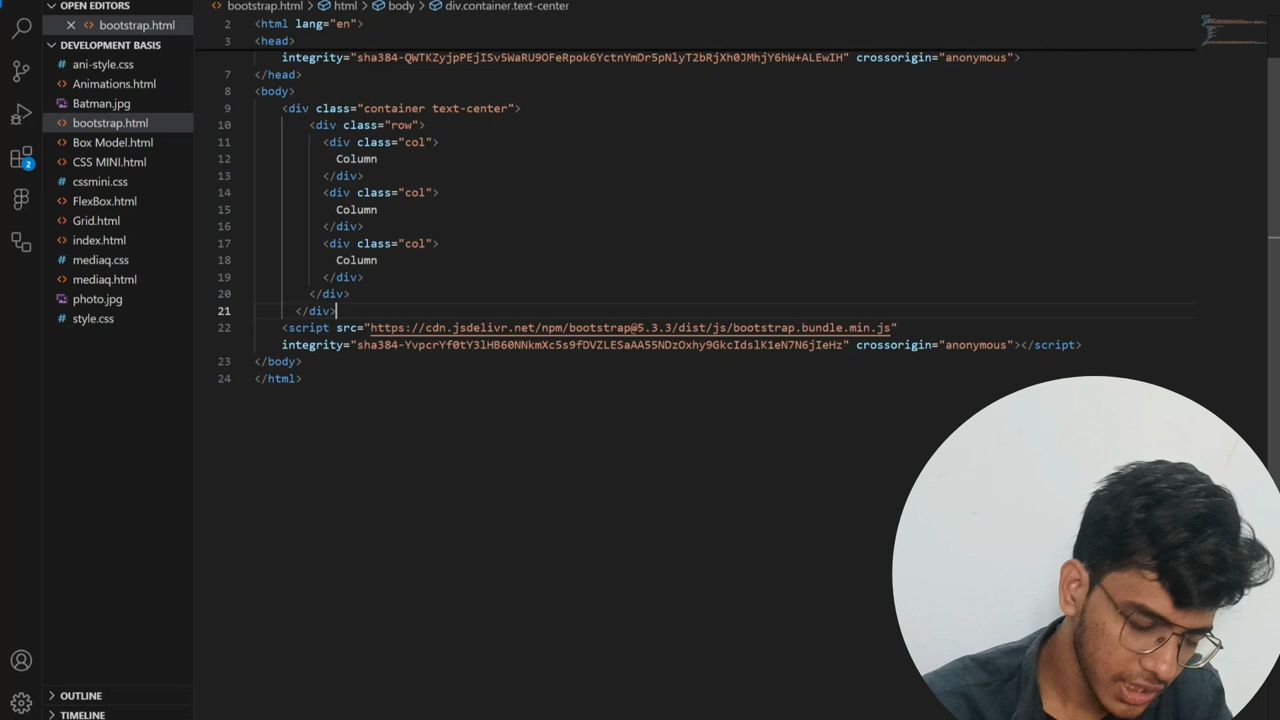 OPEN EDITORS
bootstrap.html
DEVELOPMENT BASIS
ani-style.css
Animations.html
Batman.jpg
bootstrap.html
Box Model.html
CSS MINI.html
cssmini.css
FlexBox.html
Grid.html
index.html
mediaq.css
mediaq.html
photo.jpg
style.css
OUTLINE
TIMELINE
2
bootstrap.html > html > body > div.container.text-center
2 <html lang="en">
3 <head>
integrity="sha384-QWTKZyjpPEjISv5WaRU9OFeRpok6YctnYmDr5pNlyT2bRjXh0JMhjY6hW+ALEwIH" crossorigin="anonymous">
7 </head>
8 <body>
9 <div class="container text-center">
10 <div class="row">
11 <div class="col">
12 Column
13 </div>
14 <div class="col">
15 Column
16 </div>
17 <div class="col">
18 Column
19 </div>
20 </div>
21 </div>
22 <script src="https://cdn.jsdelivr.net/npm/bootstrap@5.3.3/dist/js/bootstrap.bundle.min.js"
integrity="sha384-YvpcrYf0tY3lHB60NNkmXc5s9fDVZLESaAA55NDzOxhy9GkcIdslK1eN7N6jIeHz" crossorigin="anonymous"></script>
23 </body>
24 </html>